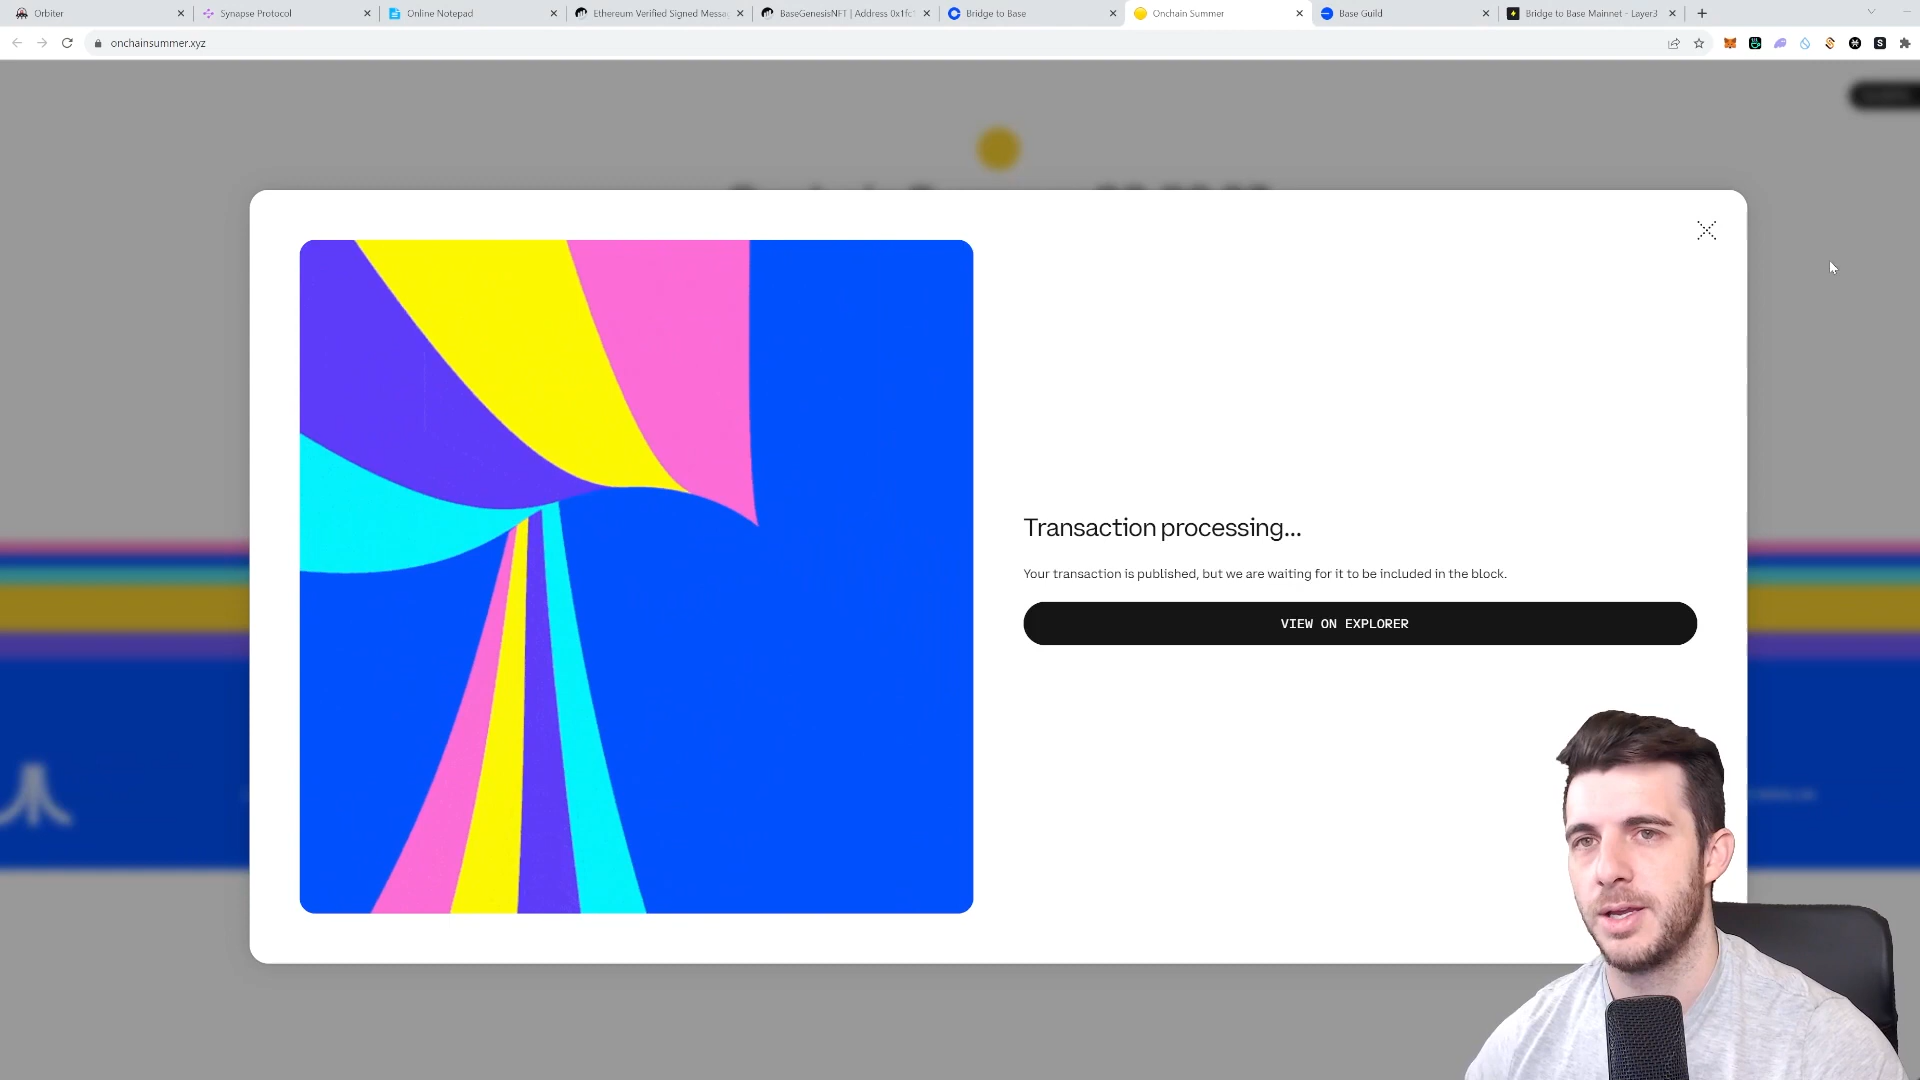 Orbiter
Synapse Protocol
Online Notepad
Ethereum Verified Signed Messa
BaseGenesisNFT | Address 0x1fc
Bridge to Base
Onchain Summer
Base Guild
Bridge to Base Mainnet - Layer3
onchainsummer.xyz
Transaction processing...
Your transaction is published, but we are waiting for it to be included in the block.
VIEW ON EXPLORER